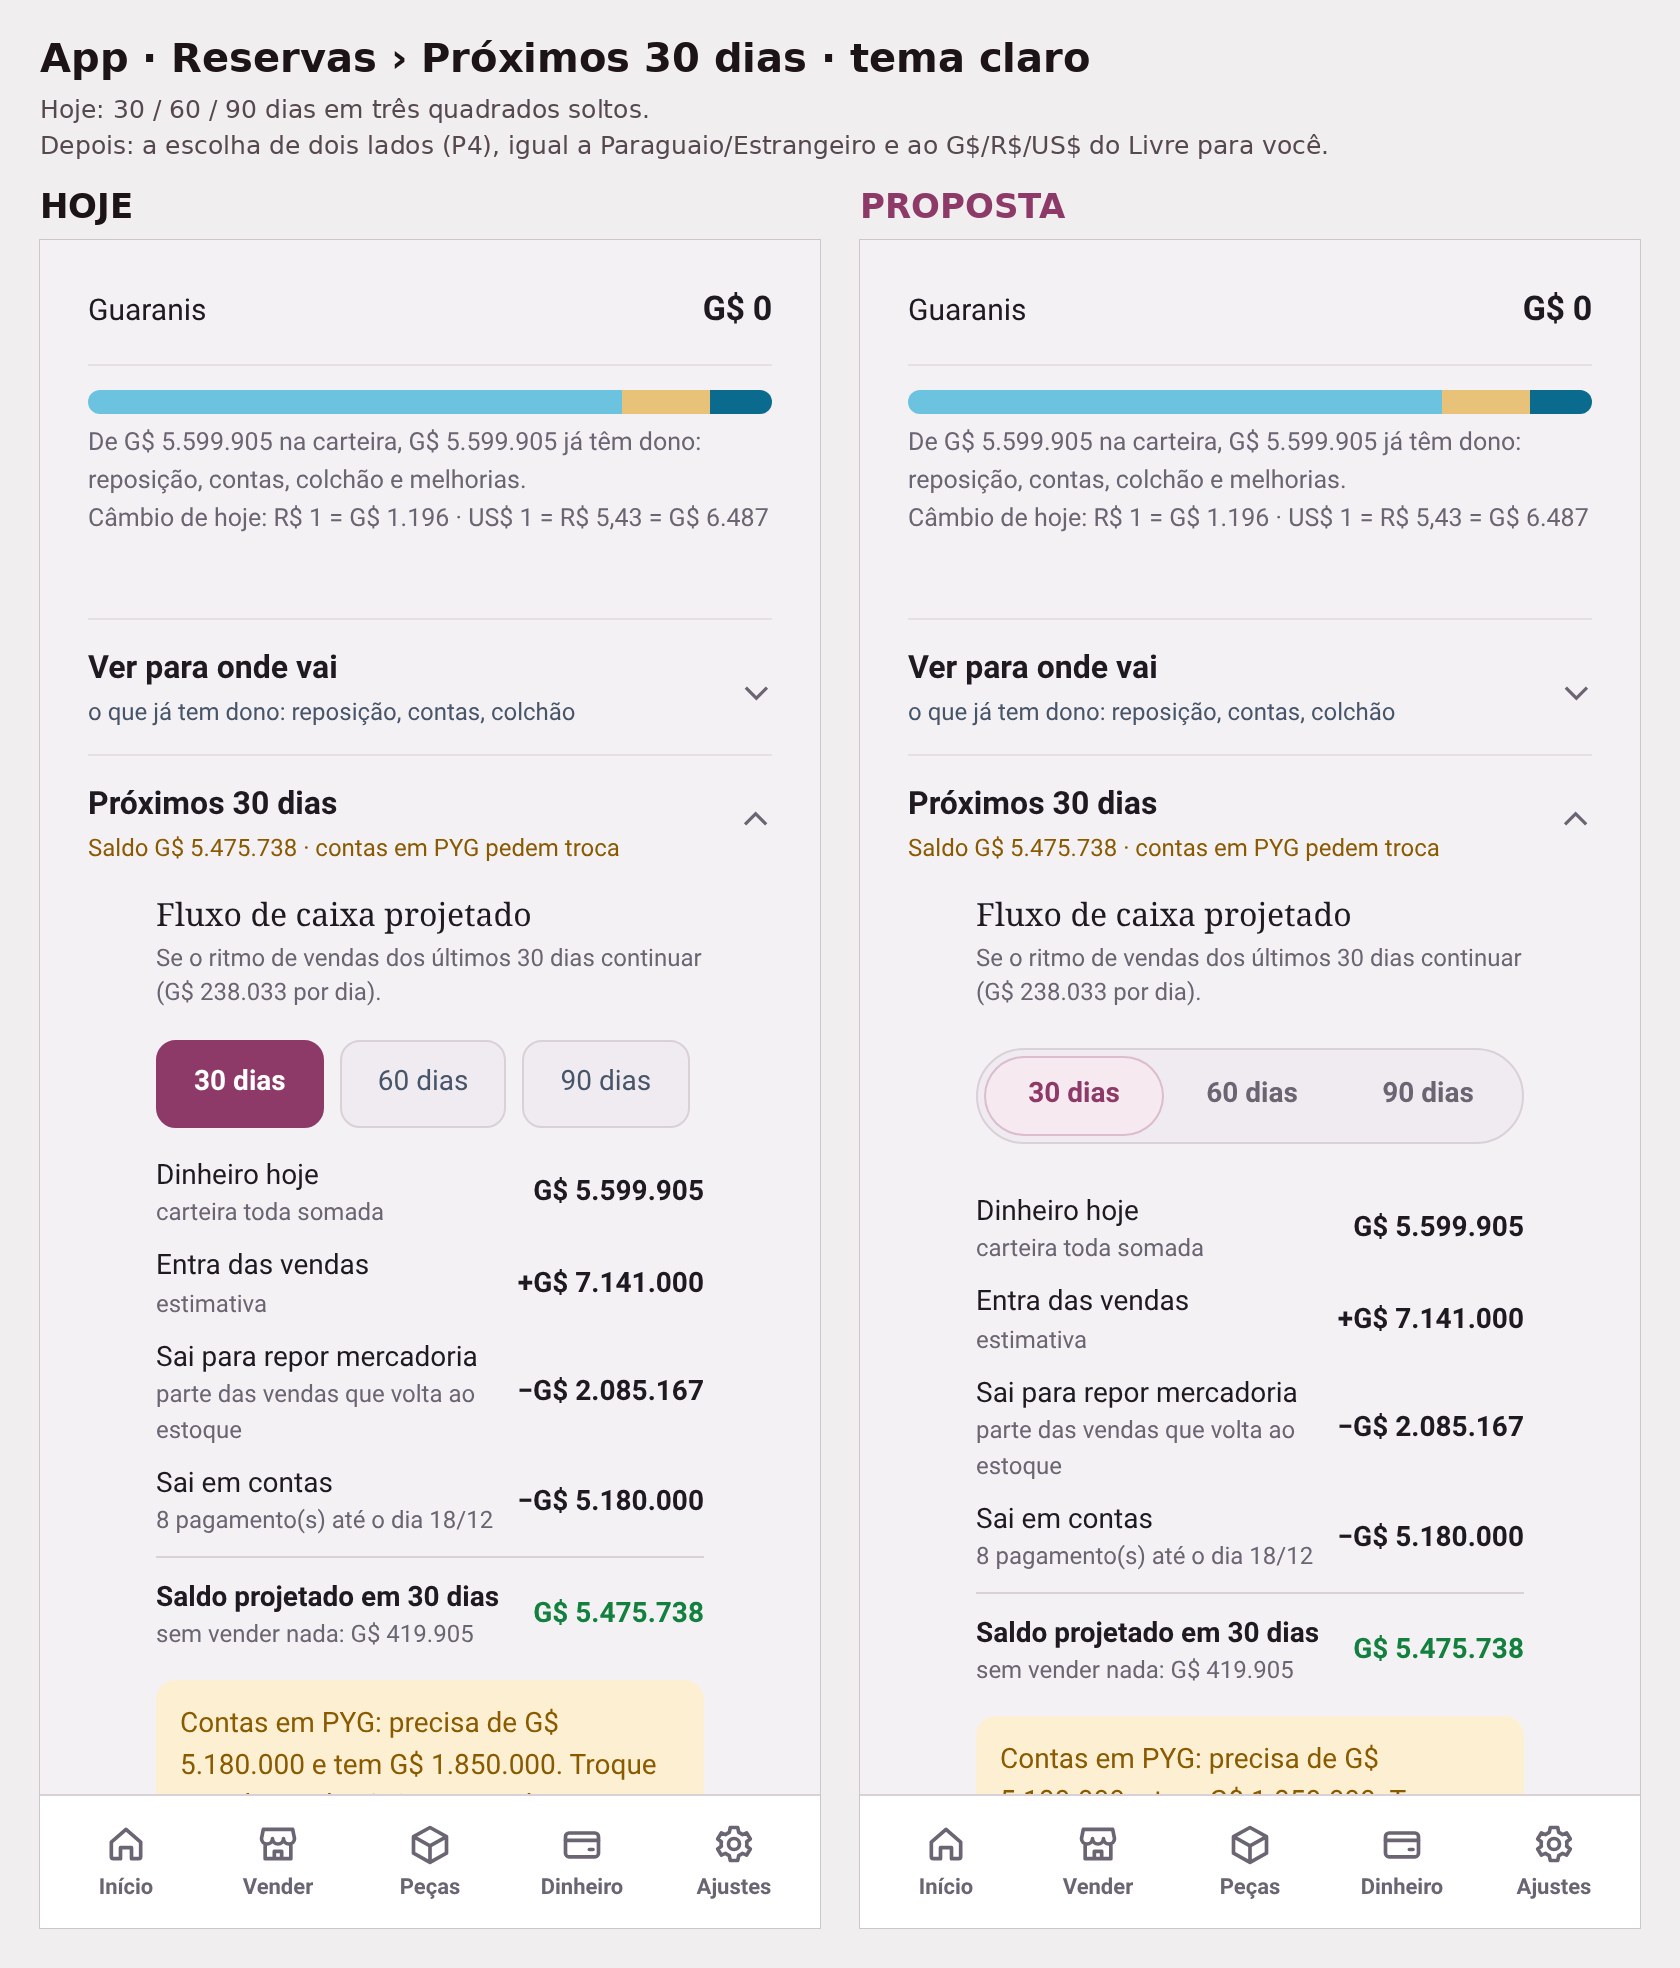 App · Reservas › Próximos 30 dias · tema claro
Hoje: 30 / 60 / 90 dias em três quadrados soltos.
Depois: a escolha de dois lados (P4), igual a Paraguaio/Estrangeiro e ao G$/R$/US$ do Livre para você.
HOJE
Guaranis
G$ 0
De G$ 5.599.905 na carteira, G$ 5.599.905 já têm dono:
reposição, contas, colchão e melhorias.
Câmbio de hoje: R$ 1 = G$ 1.196 · US$ 1 = R$ 5,43 = G$ 6.487
Ver para onde vai
o que já tem dono: reposição, contas, colchão
Próximos 30 dias
Saldo G$ 5.475.738 · contas em PYG pedem troca
Fluxo de caixa projetado
Se o ritmo de vendas dos últimos 30 dias continuar
(G$ 238.033 por dia).
30 dias
60 dias
90 dias
Dinheiro hoje
carteira toda somada
G$ 5.599.905
Entra das vendas
estimativa
+G$ 7.141.000
Sai para repor mercadoria
parte das vendas que volta ao
estoque
−G$ 2.085.167
Sai em contas
8 pagamento(s) até o dia 18/12
−G$ 5.180.000
Saldo projetado em 30 dias
sem vender nada: G$ 419.905
G$ 5.475.738
Contas em PYG: precisa de G$
5.180.000 e tem G$ 1.850.000. Troque
Início
Vender
Peças
Dinheiro
Ajustes
PROPOSTA
Guaranis
G$ 0
De G$ 5.599.905 na carteira, G$ 5.599.905 já têm dono:
reposição, contas, colchão e melhorias.
Câmbio de hoje: R$ 1 = G$ 1.196 · US$ 1 = R$ 5,43 = G$ 6.487
Ver para onde vai
o que já tem dono: reposição, contas, colchão
Próximos 30 dias
Saldo G$ 5.475.738 · contas em PYG pedem troca
Fluxo de caixa projetado
Se o ritmo de vendas dos últimos 30 dias continuar
(G$ 238.033 por dia).
30 dias
60 dias
90 dias
Dinheiro hoje
carteira toda somada
G$ 5.599.905
Entra das vendas
estimativa
+G$ 7.141.000
Sai para repor mercadoria
parte das vendas que volta ao
estoque
−G$ 2.085.167
Sai em contas
8 pagamento(s) até o dia 18/12
−G$ 5.180.000
Saldo projetado em 30 dias
sem vender nada: G$ 419.905
G$ 5.475.738
Contas em PYG: precisa de G$
Início
Vender
Peças
Dinheiro
Ajustes